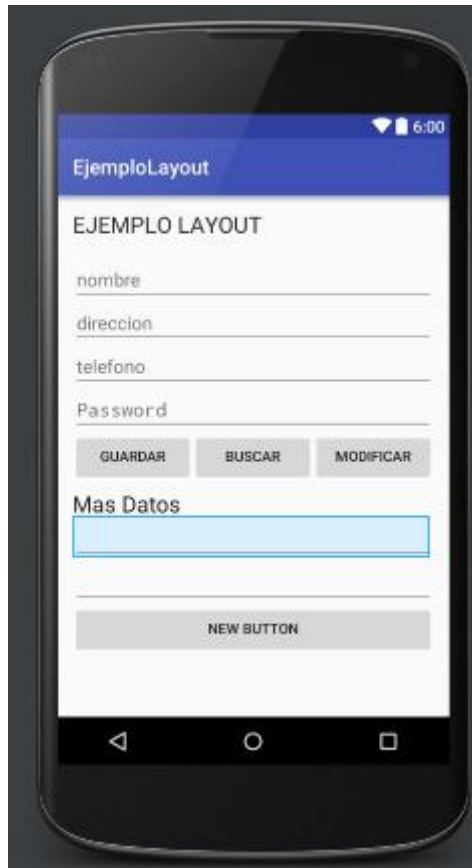 6:00
EjemploLayout
EJEMPLO LAYOUT
nombre
direccion
telefono
Password
GUARDAR BUSCAR MODIFICAR
Mas Datos
NEW BUTTON